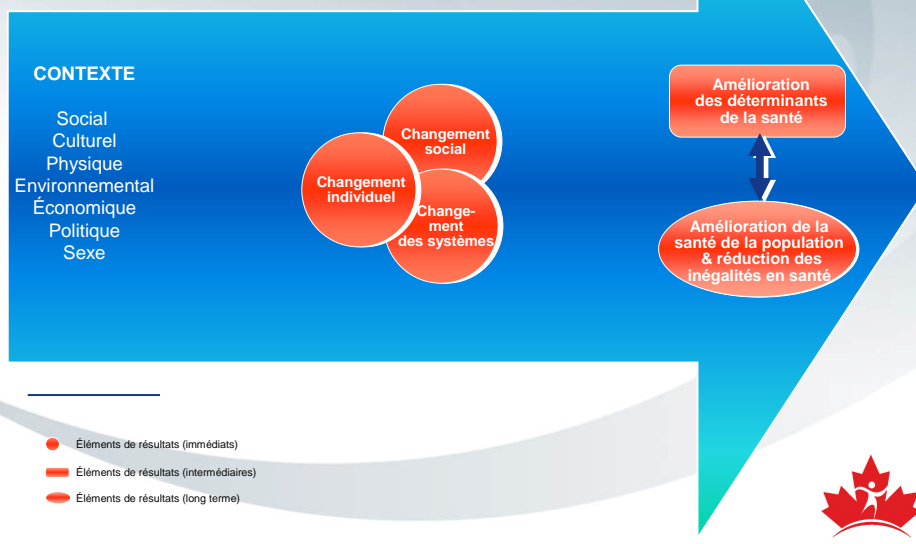 CONTEXTE
Social
Culturel
Physique
Environnemental
Économique
Politique
Sexe
Changement
social
Changement
individuel
Change-
ment
des systèmes
Amélioration
des déterminants
de la santé
Amélioration de la
santé de la population
& réduction des
inégalités en santé
Éléments de résultats (immédiats)
Éléments de résultats (intermédiaires)
Éléments de résultats (long terme)